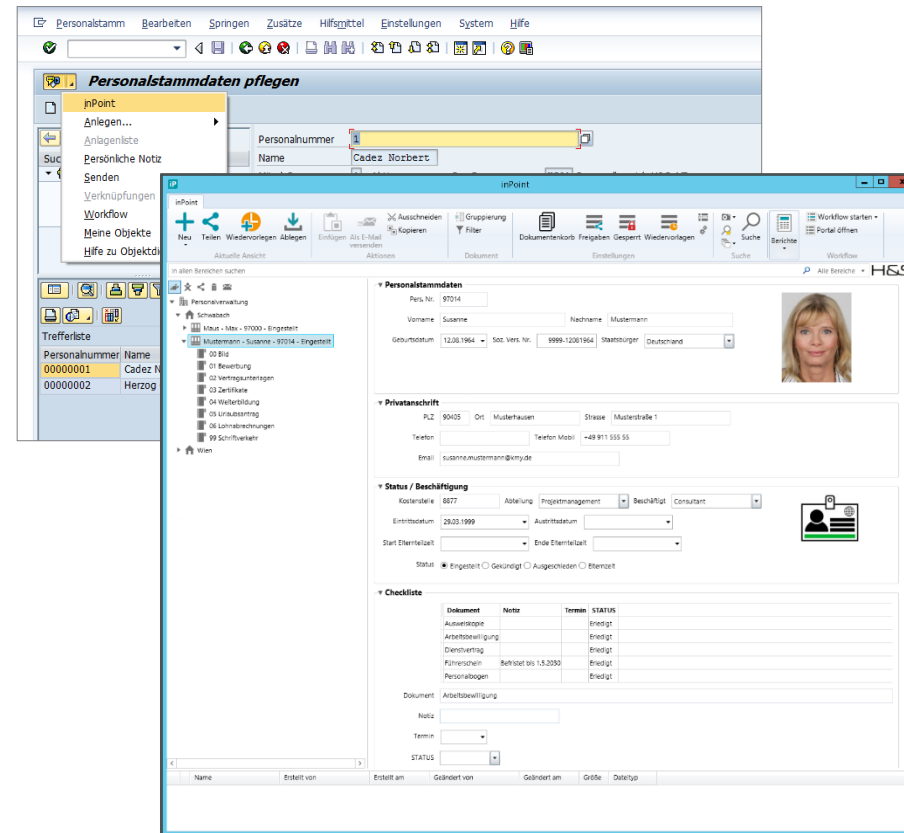 Personalstamm Bearbeiten Springen Zusätze Hilfsmittel Einstellungen System Hilfe
Personalstammdaten pflegen
inPoint
Anlegen...
Anlagenliste
Persönliche Notiz
Senden
Verknüpfungen
Workflow
Meine Objekte
Hilfe zu Objektdi
Suc
Personalnummer 1
Name Cadez Norbert
Trefferliste
Personalnummer Name
00000001 Cadez N
00000002 Herzog
iP inPoint
inPoint
Neu Teilen Wiedervorlegen Ablegen
Aktuelle Ansicht
Einfügen Als E-Mail versenden Ausschneiden
Kopieren
Aktionen
Gruppierung
Filter
Dokument
Dokumentenkorb Freigaben Gesperrt Wiedervorlagen
Einstellungen
Suche
Suche
Berichte
Workflow starten
Portal öffnen
Workflow
In allen Bereichen suchen
Alle Bereiche H&S
Personalverwaltung
Schwabach
Maus - Max - 97000 - Eingestellt
Mustermann - Susanne - 97014 - Eingestellt
00 Bild
01 Bewerbung
02 Vertragsunterlagen
03 Zertifikate
04 Weiterbildung
05 Urlaubsantrag
06 Lohnabrechnungen
99 Schriftverkehr
Wien
Personalstammdaten
Pers. Nr. 97014
Vorname Susanne Nachname Mustermann
Geburtsdatum 12.08.1964 Soz. Vers. Nr. 9999-12081964 Staatsbürger Deutschland
Privatanschrift
PLZ 90405 Ort Musterhausen Strasse Musterstraße 1
Telefon Telefon Mobil +49 911 555 55
Email susanne.mustermann@kmy.de
Status / Beschäftigung
Kostenstelle 8877 Abteilung Projektmanagement Beschäftigt Consultant
Eintrittsdatum 29.03.1999 Austrittsdatum
Start Elternteilzeit Ende Elternteilzeit
Status Eingestellt Gekündigt Ausgeschieden Elternzeit
Checkliste
Dokument Notiz Termin STATUS
Ausweiskopie Erledigt
Arbeitsbewilligung Erledigt
Dienstvertrag Erledigt
Führerschein Befristet bis 1.5.2030 Erledigt
Personalbogen Erledigt
Dokument Arbeitsbewilligung
Notiz
Termin
STATUS
Name Erstellt von Erstellt am Geändert von Geändert am Größe Dateityp